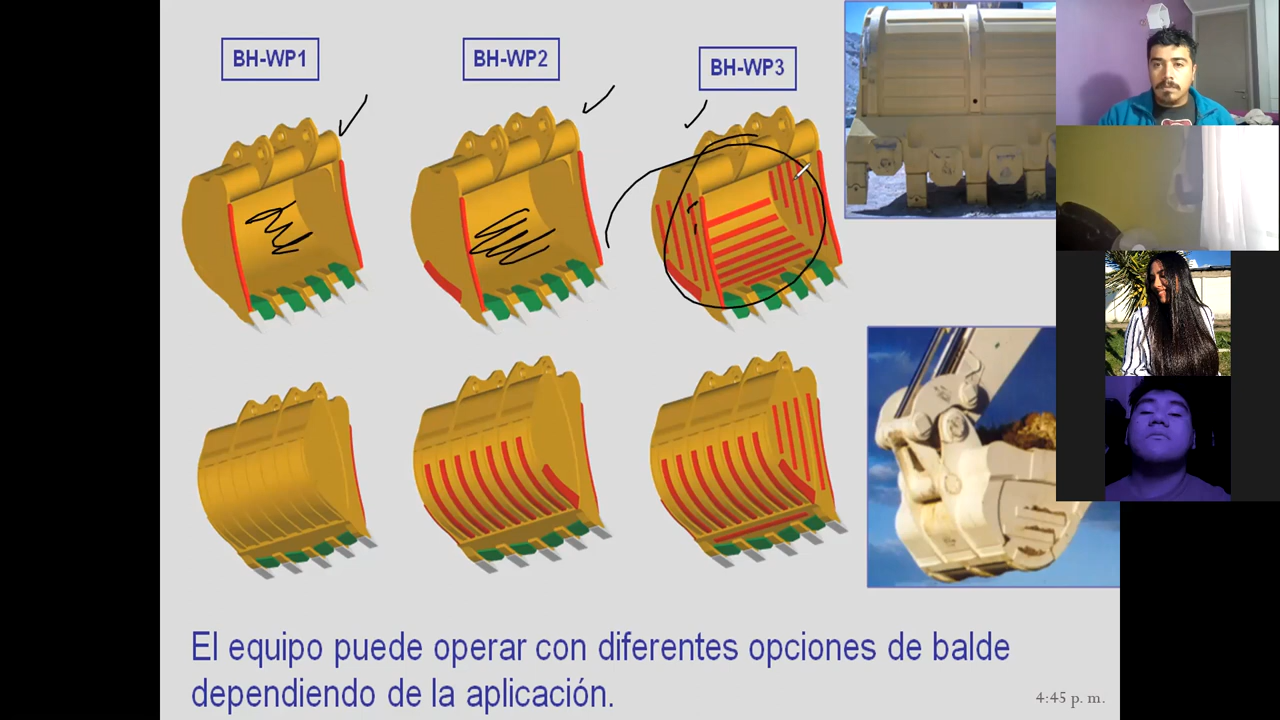 BH-WP1
BH-WP2
BH-WP3
El equipo puede operar con diferentes opciones de balde
dependiendo de la aplicación.
4:45 p. m.